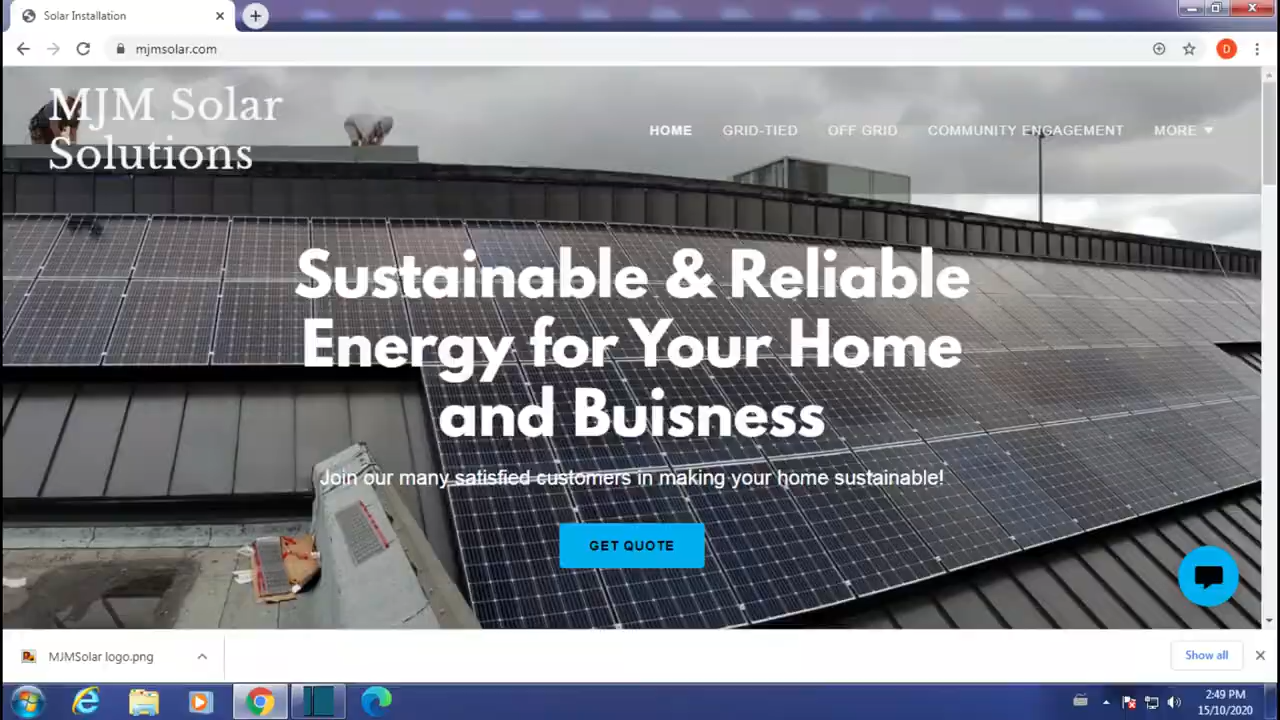 Solar Installation
mjmsolar.com
D
MJM Solar
Solutions
HOME GRID-TIED OFF GRID COMMUNITY ENGAGEMENT MORE
Sustainable & Reliable
Energy for Your Home
and Buisness
Join our many satisfied customers in making your home sustainable!
GET QUOTE
MJMSolar logo.png
Show all
2:49 PM
15/10/2020